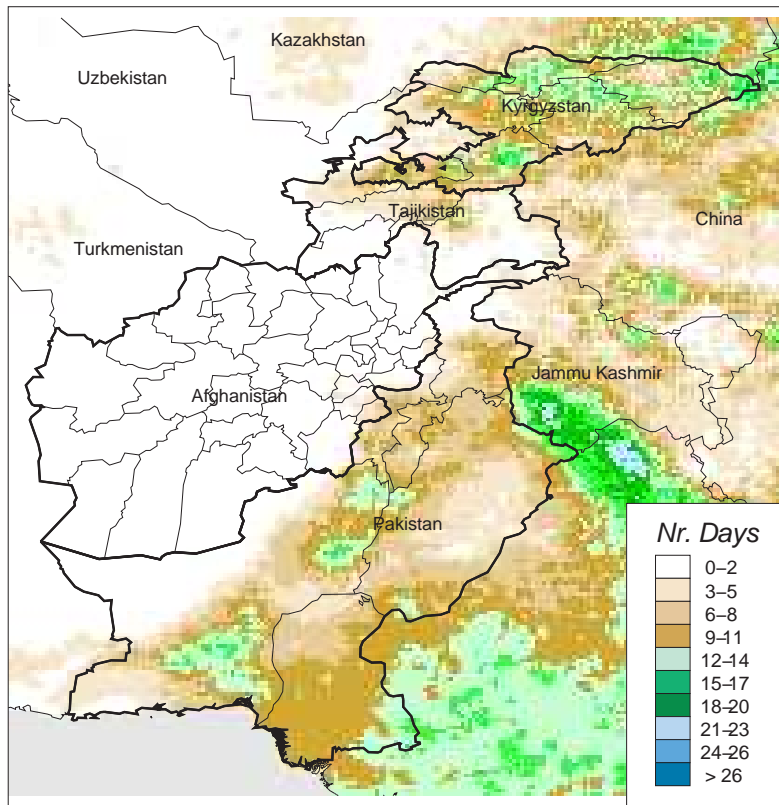 Kazakhstan
Uzbekistan
Kyrgyzstan
Tajikistan
China
Turkmenistan
Jammu Kashmir
Afghanistan
Pakistan
Nr. Days
0–2
3–5
6–8
9–11
12–14
15–17
18–20
21–23
24–26
> 26